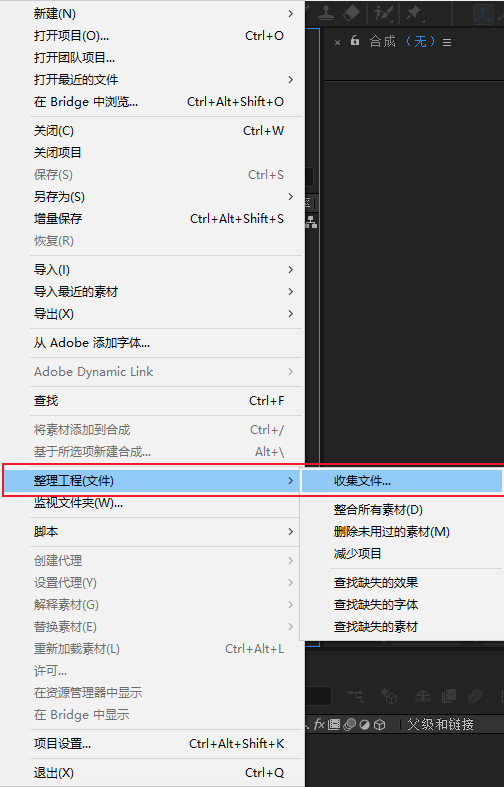 新建(N)
打开项目(O)... Ctrl+O
打开团队项目...
打开最近的文件
在 Bridge 中浏览... Ctrl+Alt+Shift+O
关闭(C) Ctrl+W
关闭项目
保存(S) Ctrl+S
另存为(S)
增量保存 Ctrl+Alt+Shift+S
恢复(R)
导入(I)
导入最近的素材
导出(X)
从 Adobe 添加字体...
Adobe Dynamic Link
查找 Ctrl+F
将素材添加到合成 Ctrl+/
基于所选项新建合成... Alt+\
整理工程(文件)
监视文件夹(W)...
脚本
创建代理
设置代理(Y)
解释素材(G)
替换素材(E)
重新加载素材(L) Ctrl+Alt+L
许可...
在资源管理器中显示
在 Bridge 中显示
项目设置... Ctrl+Alt+Shift+K
退出(X) Ctrl+Q
合成 (无)
收集文件...
整合所有素材(D)
删除未用过的素材(M)
减少项目
查找缺失的效果
查找缺失的字体
查找缺失的素材
fx 父级和链接